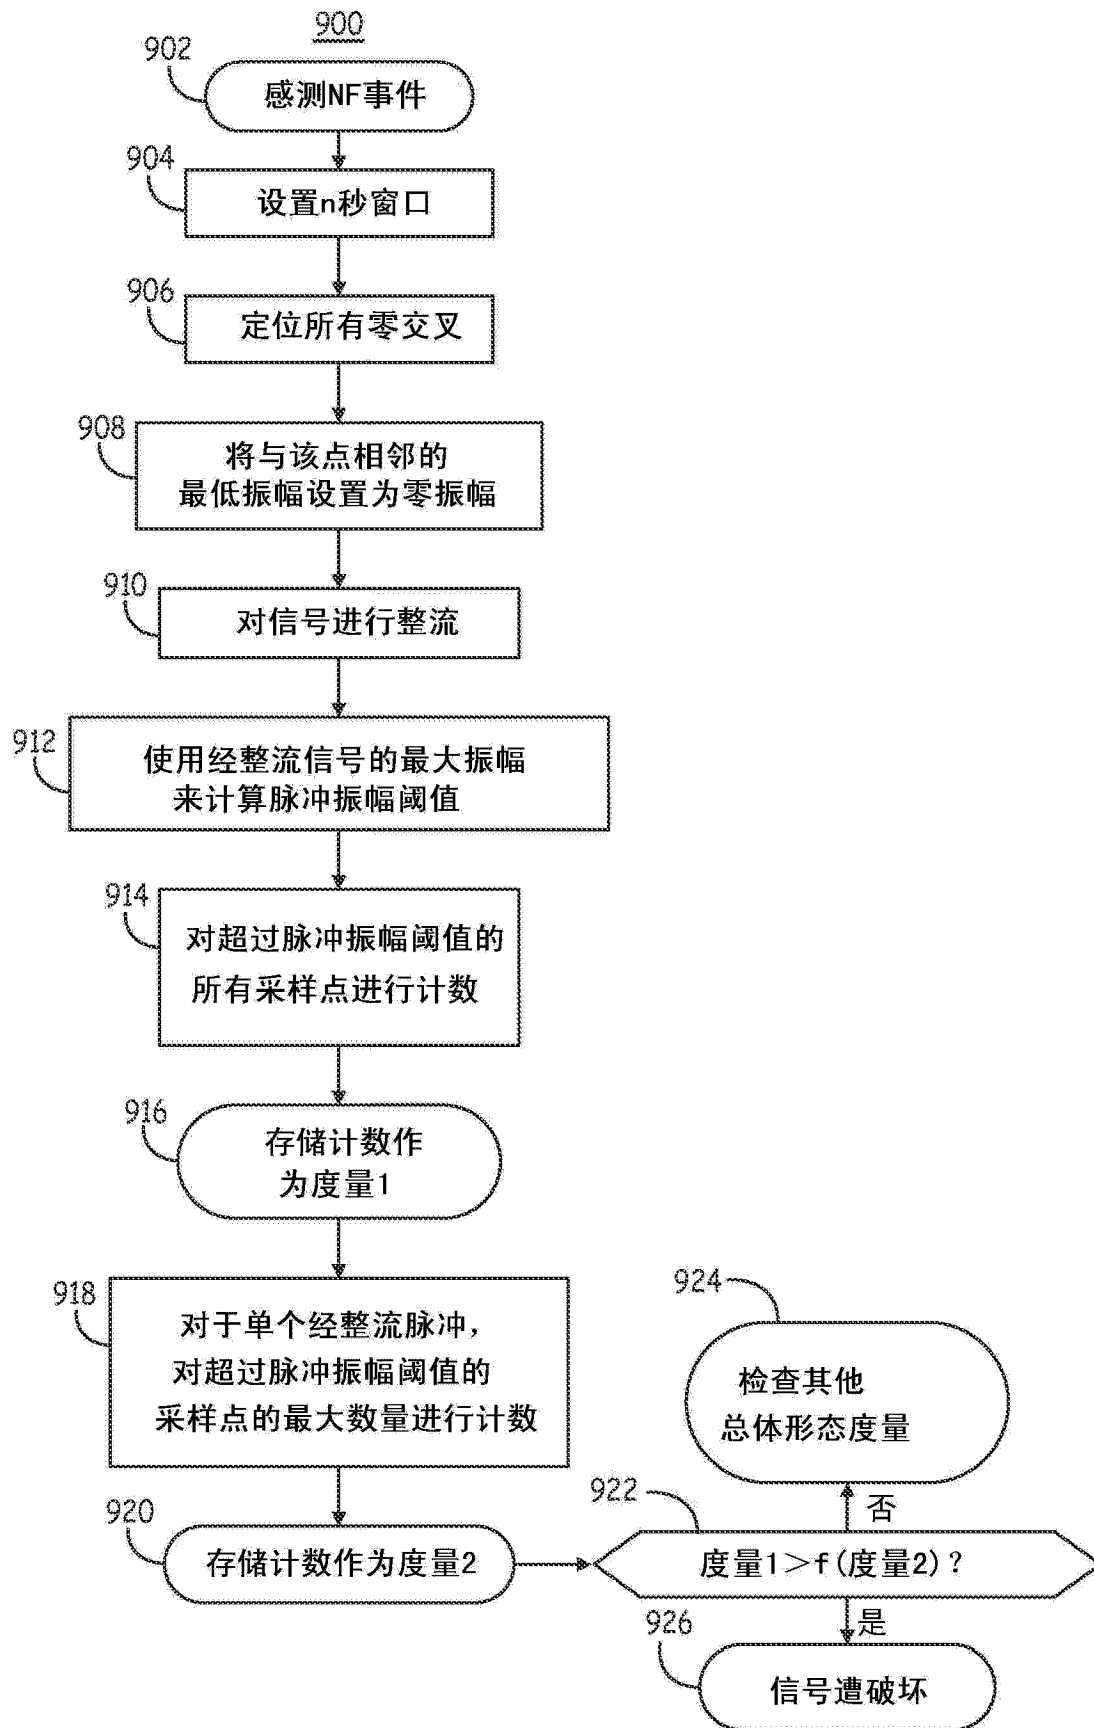 900
902
感测NF事件
904
设置n秒窗口
906
定位所有零交叉
908
将与该点相邻的
最低振幅设置为零振幅
910
对信号进行整流
912
使用经整流信号的最大振幅
来计算脉冲振幅阈值
914
对超过脉冲振幅阈值的
所有采样点进行计数
916
存储计数作
为度量1
918
对于单个经整流脉冲，
对超过脉冲振幅阈值的
采样点的最大数量进行计数
920
存储计数作为度量2
924
检查其他
总体形态度量
922
否
度量1＞f(度量2)？
是
926
信号遭破坏